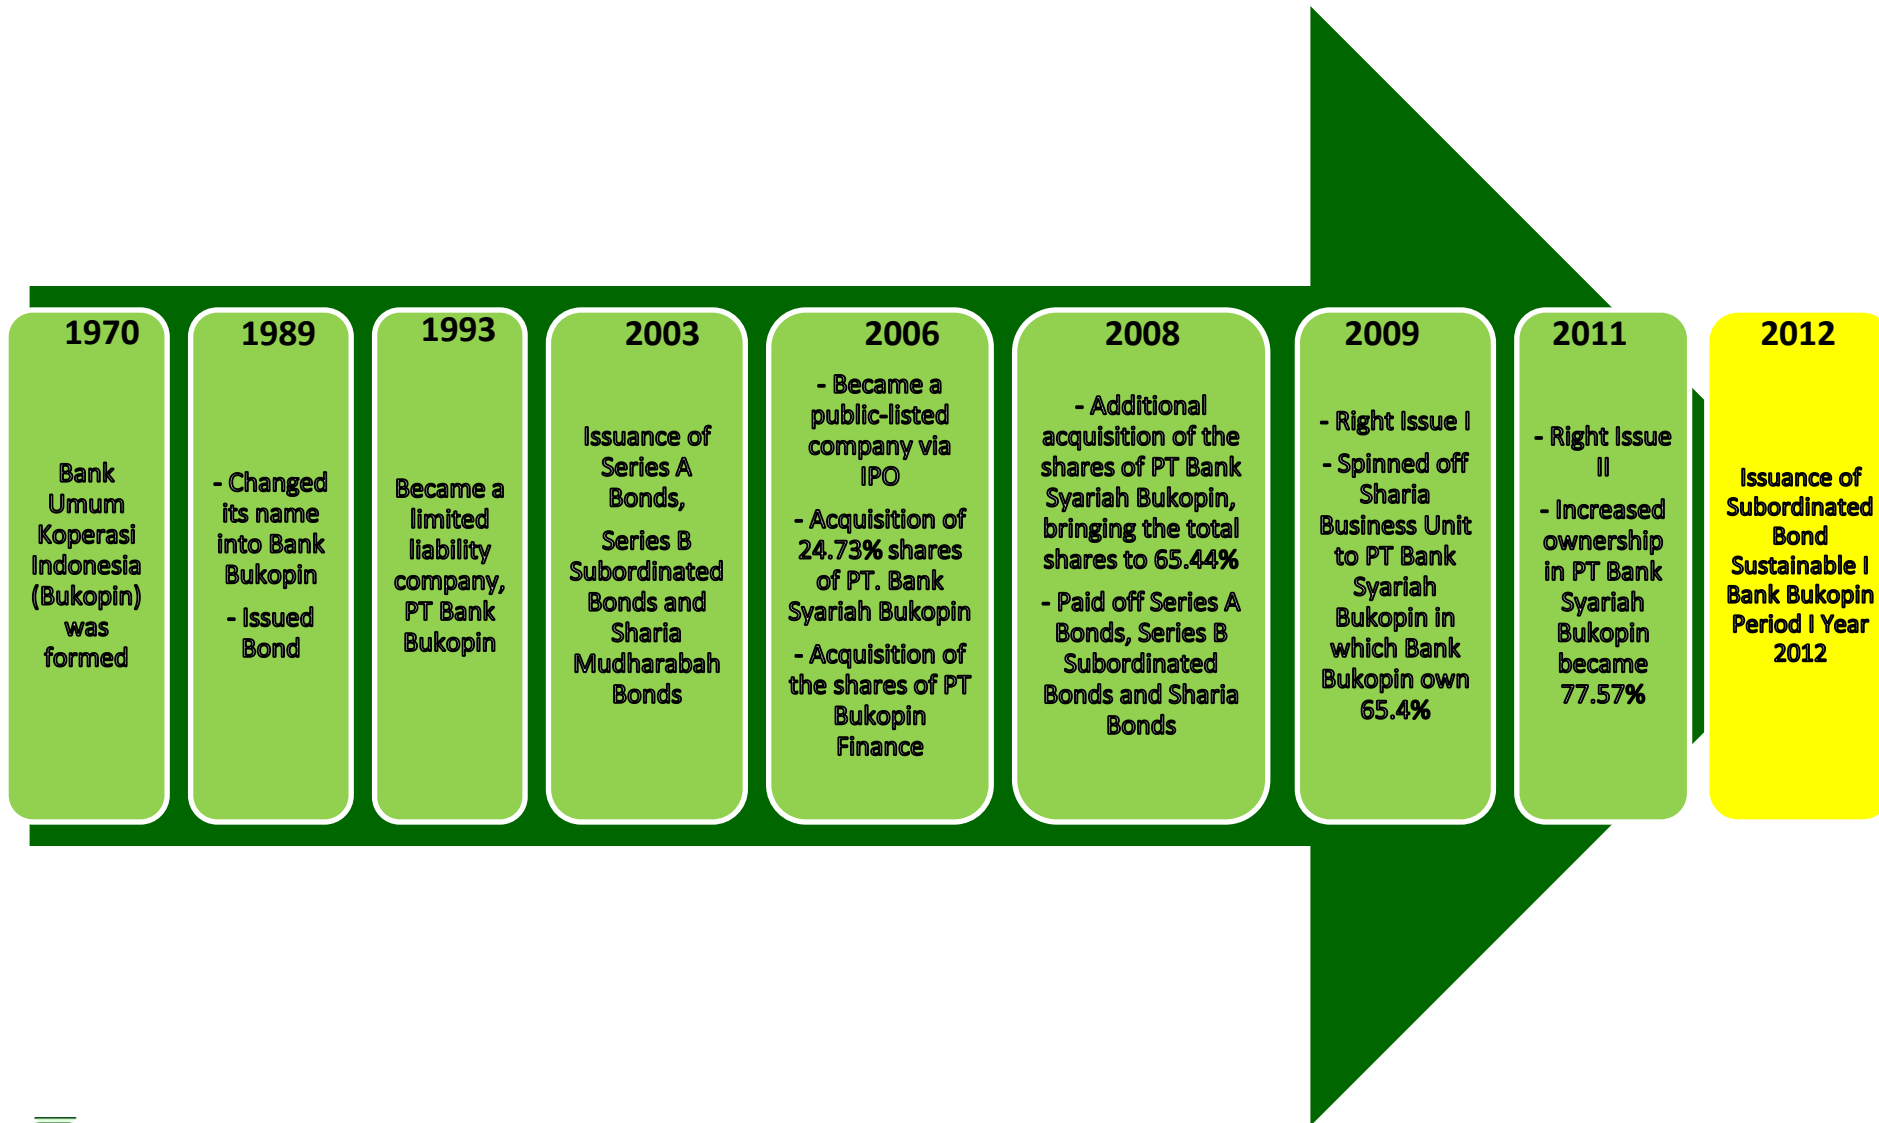 1970
Bank
Umum
Koperasi
Indonesia
(Bukopin)
was
formed
1989
- Changed
its name
into Bank
Bukopin
- Issued
Bond
1993
Became a
limited
liability
company,
PT Bank
Bukopin
2003
Issuance of
Series A
Bonds,
Series B
Subordinated
Bonds and
Sharia
Mudharabah
Bonds
2006
- Became a
public-listed
company via
IPO
- Acquisition of
24.73% shares
of PT. Bank
Syariah Bukopin
- Acquisition of
the shares of PT
Bukopin
Finance
2008
- Additional
acquisition of the
shares of PT Bank
Syariah Bukopin,
bringing the total
shares to 65.44%
- Paid off Series A
Bonds, Series B
Subordinated
Bonds and Sharia
Bonds
2009
- Right Issue I
- Spinned off
Sharia
Business Unit
to PT Bank
Syariah
Bukopin in
which Bank
Bukopin own
65.4%
2011
- Right Issue
II
- Increased
ownership
in PT Bank
Syariah
Bukopin
became
77.57%
2012
Issuance of
Subordinated
Bond
Sustainable I
Bank Bukopin
Period I Year
2012